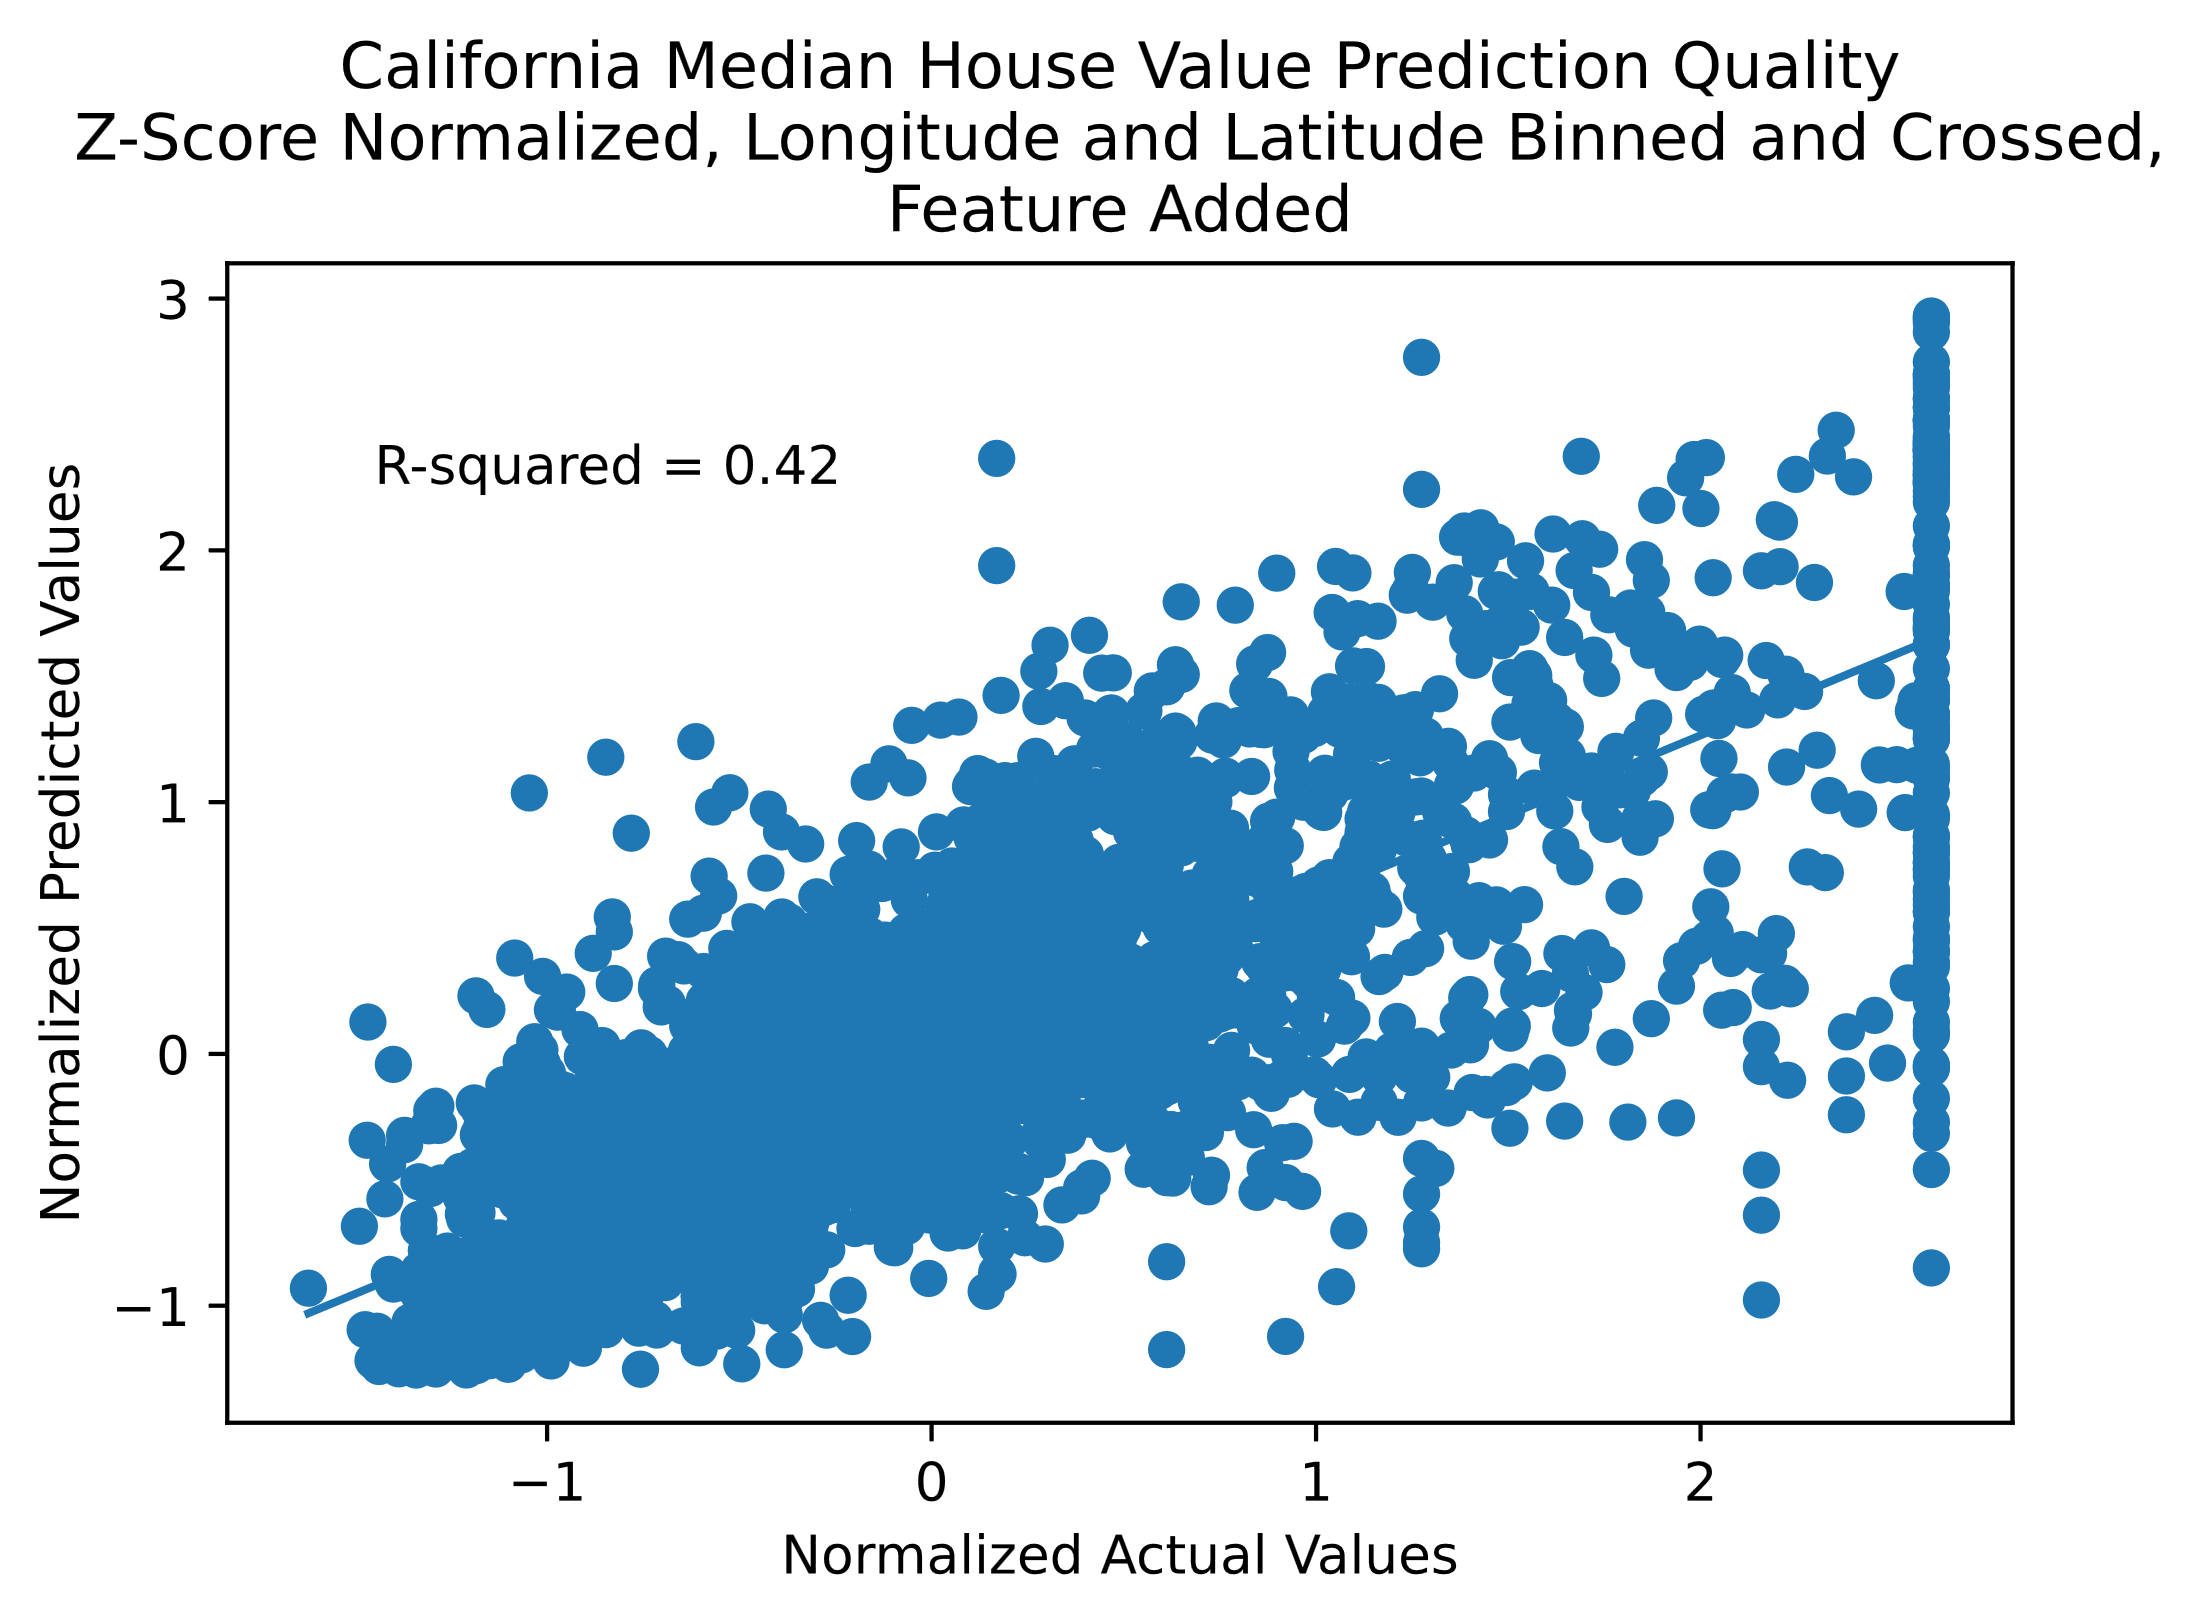 California Median House Value Prediction Quality
Z-Score Normalized, Longitude and Latitude Binned and Crossed,
Feature Added
R-squared = 0.42
Normalized Predicted Values
3
2
1
0
−1
−1 0 1 2
Normalized Actual Values